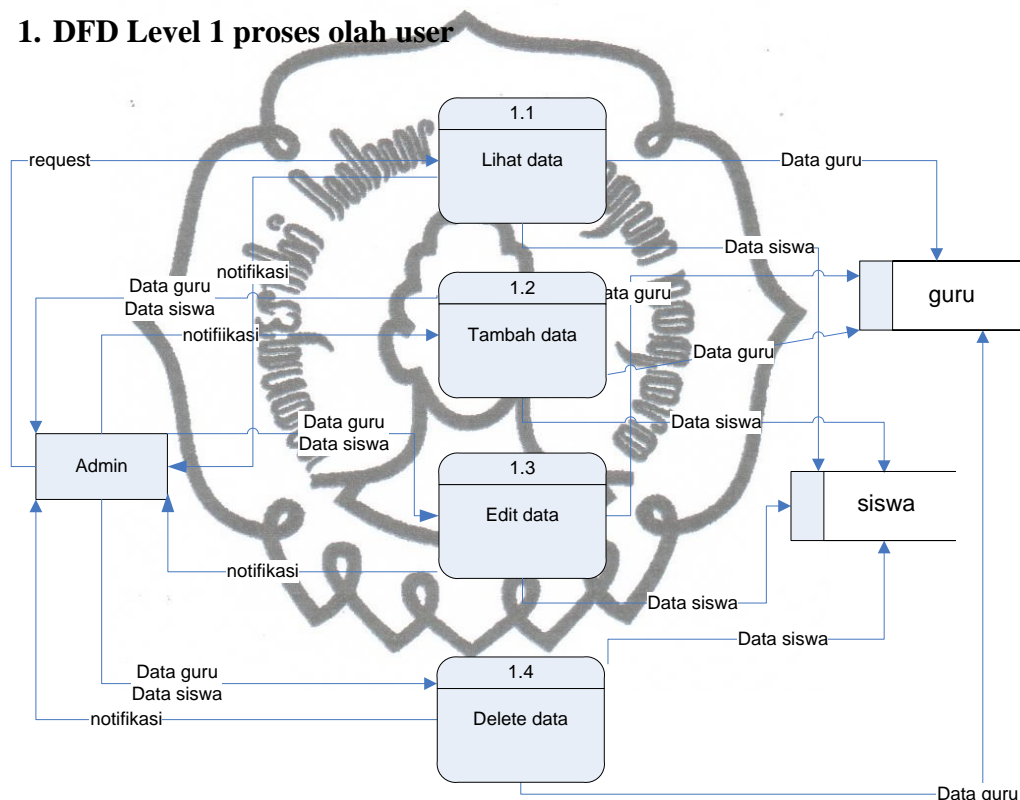 1. DFD Level 1 proses olah user
1.1
request
Lihat data
Data guru
Data siswa
notifikasi
Data guru
Data siswa
1.2
ata guru
guru
notifiikasi
Tambah data
Data guru
Data guru
Data siswa
Data siswa
Admin
1.3
Edit data
siswa
notifikasi
Data siswa
Data siswa
1.4
Data guru
Data siswa
notifikasi
Delete data
Data guru